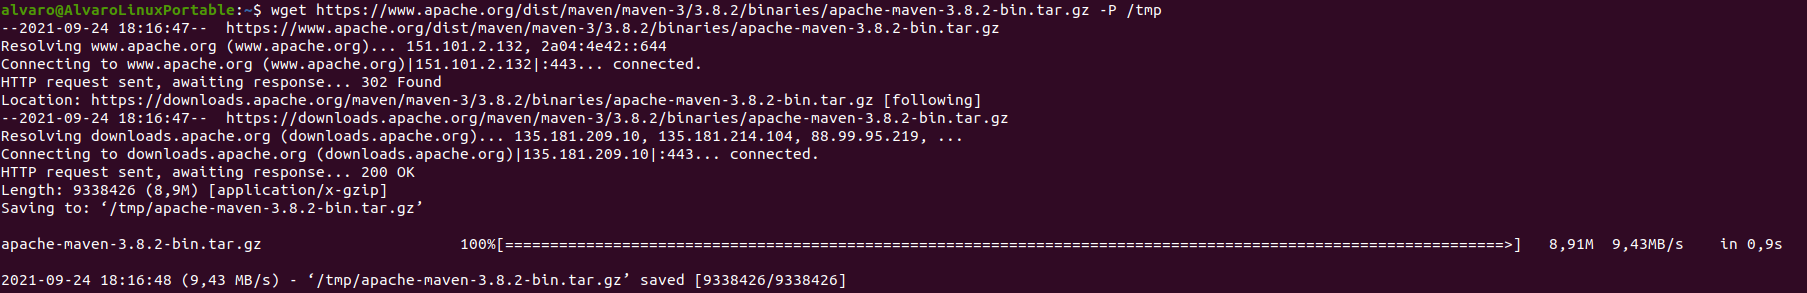 alvaro@AlvaroLinuxPortable:~$ wget https://www.apache.org/dist/maven/maven-3/3.8.2/binaries/apache-maven-3.8.2-bin.tar.gz -P /tmp
--2021-09-24 18:16:47--  https://www.apache.org/dist/maven/maven-3/3.8.2/binaries/apache-maven-3.8.2-bin.tar.gz
Resolving www.apache.org (www.apache.org)... 151.101.2.132, 2a04:4e42::644
Connecting to www.apache.org (www.apache.org)|151.101.2.132|:443... connected.
HTTP request sent, awaiting response... 302 Found
Location: https://downloads.apache.org/maven/maven-3/3.8.2/binaries/apache-maven-3.8.2-bin.tar.gz [following]
--2021-09-24 18:16:47--  https://downloads.apache.org/maven/maven-3/3.8.2/binaries/apache-maven-3.8.2-bin.tar.gz
Resolving downloads.apache.org (downloads.apache.org)... 135.181.209.10, 135.181.214.104, 88.99.95.219, ...
Connecting to downloads.apache.org (downloads.apache.org)|135.181.209.10|:443... connected.
HTTP request sent, awaiting response... 200 OK
Length: 9338426 (8,9M) [application/x-gzip]
Saving to: ‘/tmp/apache-maven-3.8.2-bin.tar.gz’
apache-maven-3.8.2-bin.tar.gz                      100%[===============================================================================================================>]   8,91M  9,43MB/s    in 0,9s
2021-09-24 18:16:48 (9,43 MB/s) - ‘/tmp/apache-maven-3.8.2-bin.tar.gz’ saved [9338426/9338426]